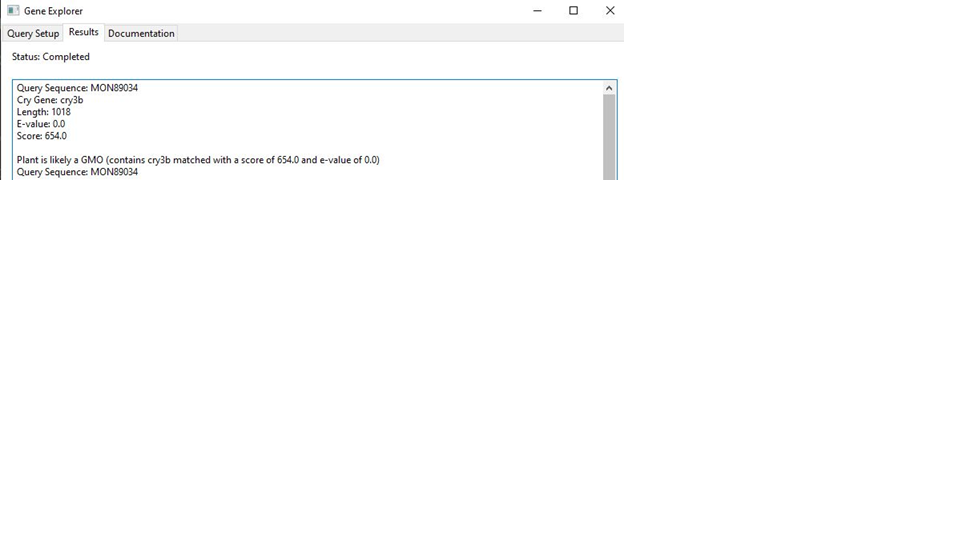 Gene Explorer
Query Setup Results Documentation
Status: Completed
Query Sequence: MON89034
Cry Gene: cry3b
Length: 1018
E-value: 0.0
Score: 654.0
Plant is likely a GMO (contains cry3b matched with a score of 654.0 and e-value of 0.0)
Query Sequence: MON89034